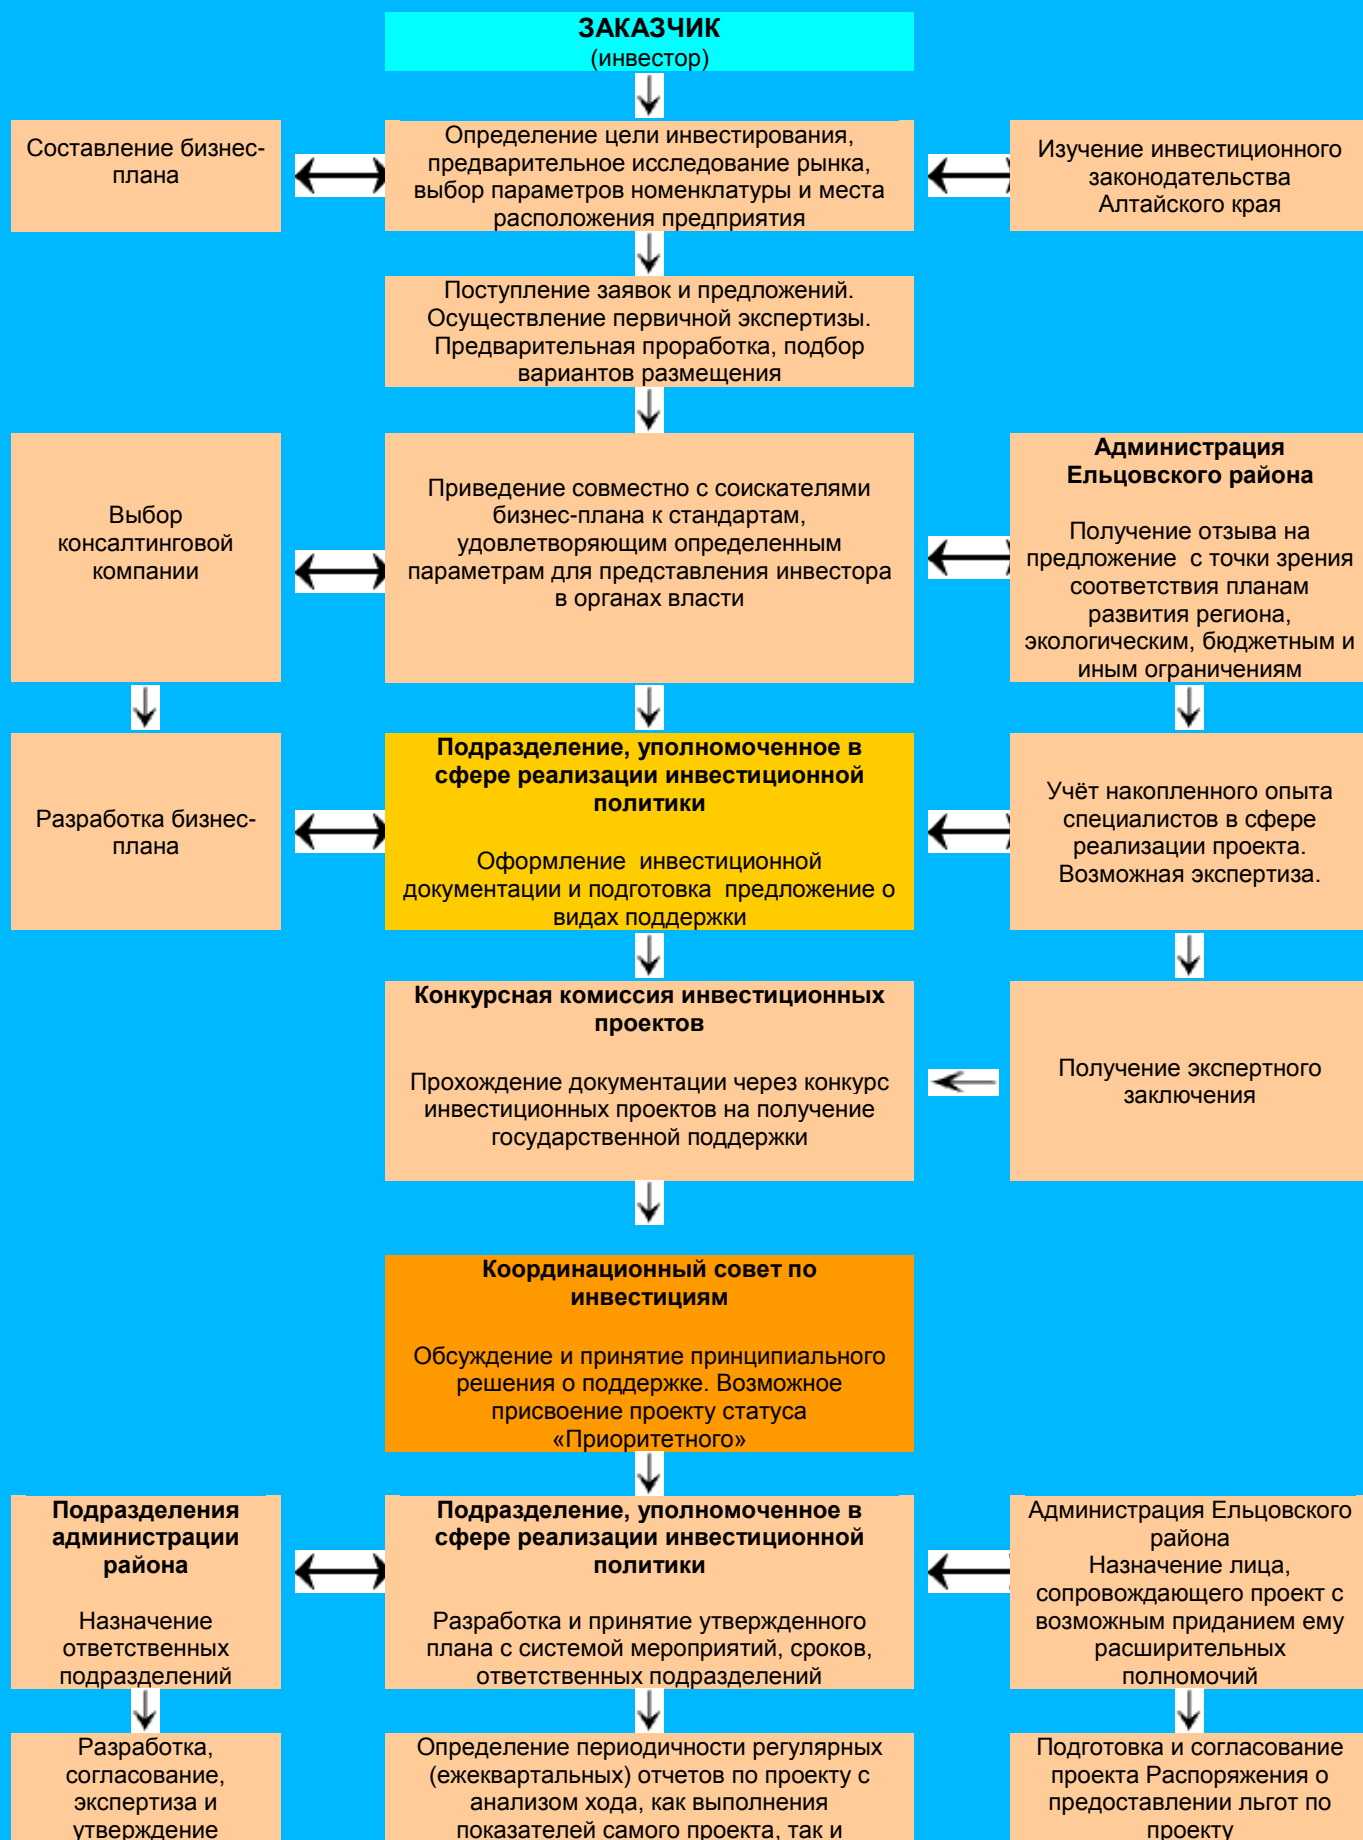 ЗАКАЗЧИК
(инвестор)
Составление бизнес-
плана
Определение цели инвестирования,
предварительное исследование рынка,
выбор параметров номенклатуры и места
расположения предприятия
Изучение инвестиционного
законодательства
Алтайского края
Поступление заявок и предложений.
Осуществление первичной экспертизы.
Предварительная проработка, подбор
вариантов размещения
Выбор
консалтинговой
компании
Приведение совместно с соискателями
бизнес-плана к стандартам,
удовлетворяющим определенным
параметрам для представления инвестора
в органах власти
Администрация
Ельцовского района
Получение отзыва на
предложение  с точки зрения
соответствия планам
развития региона,
экологическим, бюджетным и
иным ограничениям
Разработка бизнес-
плана
Подразделение, уполномоченное в
сфере реализации инвестиционной
политики
Оформление  инвестиционной
документации и подготовка  предложение о
видах поддержки
Учёт накопленного опыта
специалистов в сфере
реализации проекта.
Возможная экспертиза.
Конкурсная комиссия инвестиционных
проектов
Прохождение документации через конкурс
инвестиционных проектов на получение
государственной поддержки
Получение экспертного
заключения
Координационный совет по
инвестициям
Обсуждение и принятие принципиального
решения о поддержке. Возможное
присвоение проекту статуса
«Приоритетного»
Подразделения
администрации
района
Назначение
ответственных
подразделений
Подразделение, уполномоченное в
сфере реализации инвестиционной
политики
Разработка и принятие утвержденного
плана с системой мероприятий, сроков,
ответственных подразделений
Администрация Ельцовского
района
Назначение лица,
сопровождающего проект с
возможным приданием ему
расширительных
полномочий
Разработка,
согласование,
экспертиза и
утверждение
Определение периодичности регулярных
(ежеквартальных) отчетов по проекту с
анализом хода, как выполнения
показателей самого проекта, так и
Подготовка и согласование
проекта Распоряжения о
предоставлении льгот по
проекту